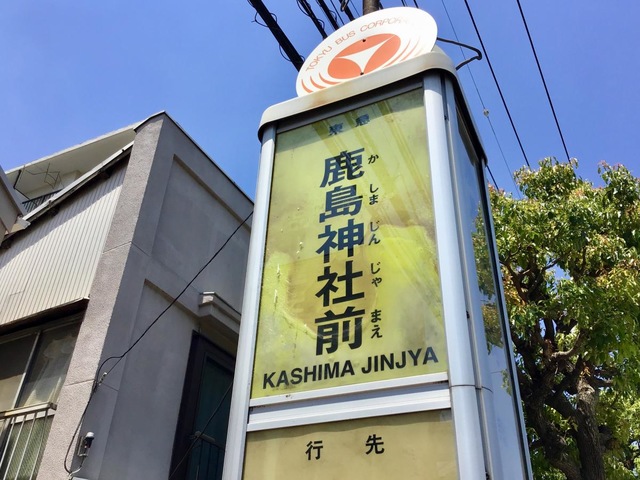 TOKYU BUS CORPORATION
東急
鹿島神社前
かしまじんじゃまえ
KASHIMA JINJYA
行先